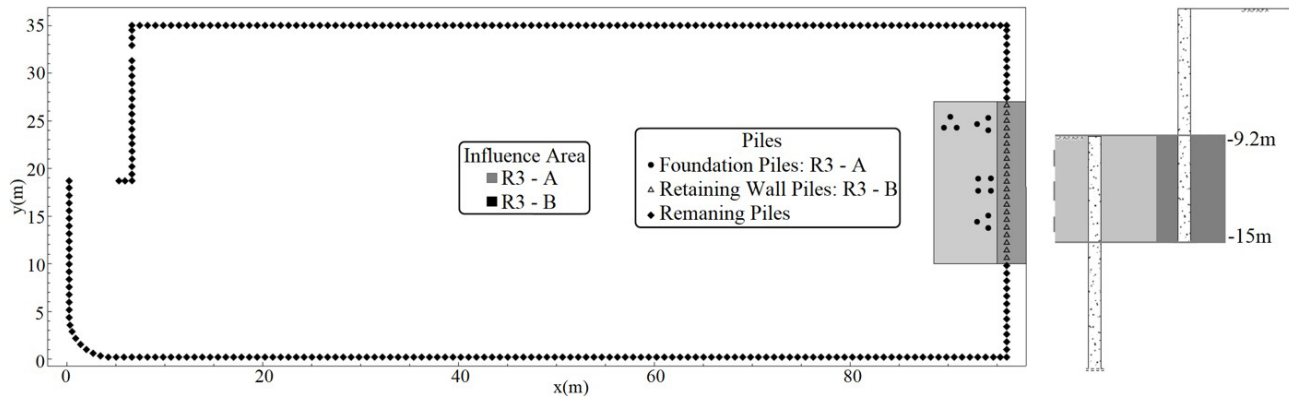 35
30
25
20
15
10
5
0
y(m)
0
20
40
60
80
x(m)
Influence Area
R3 - A
R3 - B
Piles
Foundation Piles: R3 - A
Retaining Wall Piles: R3 - B
Remaning Piles
-9.2m
-15m